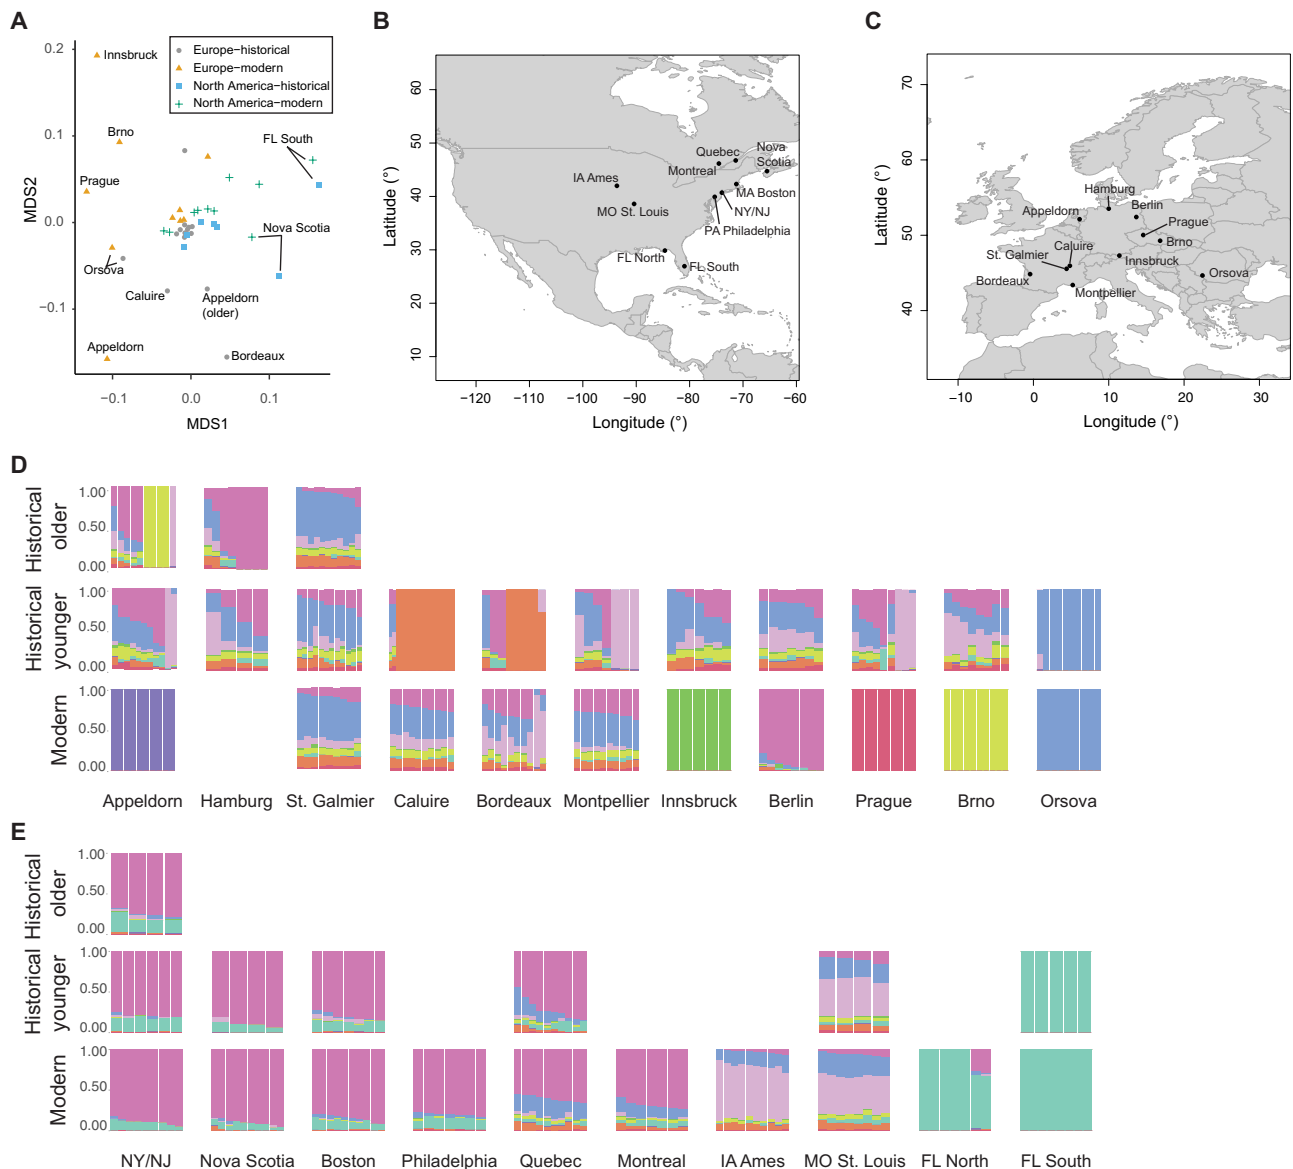 A
0.2
0.1
0.0
−0.1
MDS2
−0.1
0.0
0.1
MDS1
Europe−historical
Europe−modern
North America−historical
North America−modern
Innsbruck
Brno
Prague
Orsova
Caluire
Appeldorn
(older)
Appeldorn
Bordeaux
FL South
Nova Scotia
B
60
50
40
30
20
10
Latitude (°)
−120
−110
−100
−90
−80
−70
−60
Longitude (°)
Quebec
Nova
Scotia
Montreal
IA Ames
MA Boston
MO St. Louis
NY/NJ
PA Philadelphia
FL North
FL South
C
70
60
50
40
Latitude (°)
−10
0
10
20
30
Longitude (°)
Hamburg
Appeldorn
Berlin
Prague
Caluire
St. Galmier
Brno
Innsbruck
Bordeaux
Orsova
Montpellier
D
Historical
older
1.00
0.50
0.00
Historical
younger
1.00
0.50
0.00
Modern
1.00
0.50
0.00
Appeldorn
Hamburg
St. Galmier
Caluire
Bordeaux
Montpellier
Innsbruck
Berlin
Prague
Brno
Orsova
E
Historical
older
1.00
0.50
0.00
Historical
younger
1.00
0.50
0.00
Modern
1.00
0.50
0.00
NY/NJ
Nova Scotia
Boston
Philadelphia
Quebec
Montreal
IA Ames
MO St. Louis
FL North
FL South